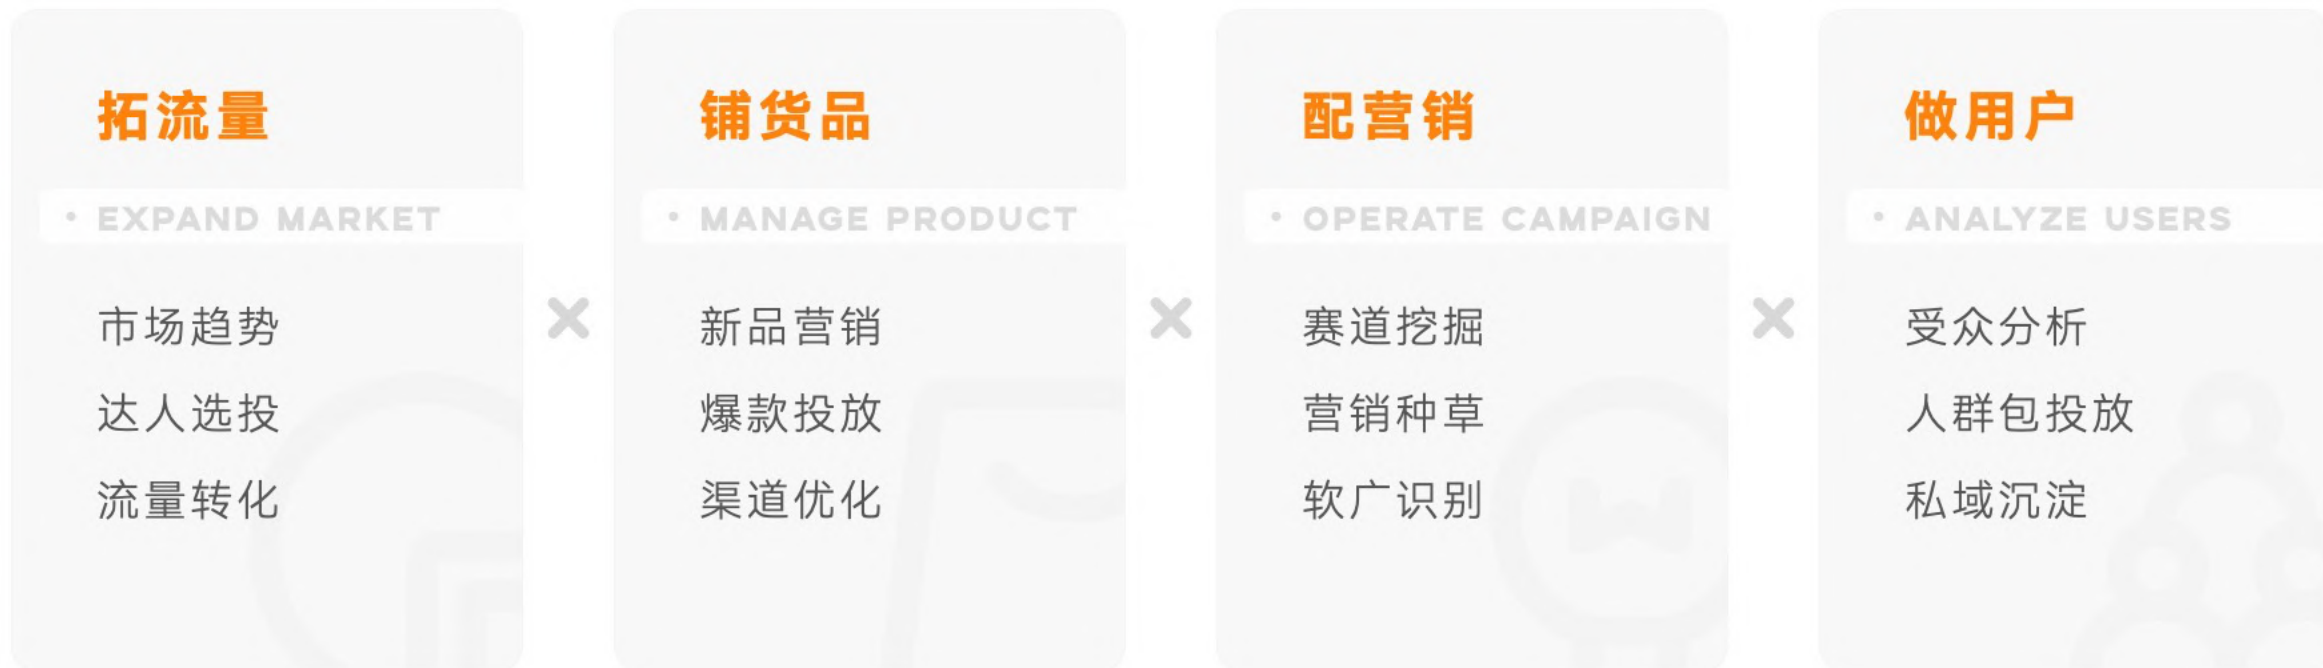 拓流量
• EXPAND MARKET
市场趋势
达人选投
流量转化
×
铺货品
• MANAGE PRODUCT
新品营销
爆款投放
渠道优化
×
配营销
• OPERATE CAMPAIGN
赛道挖掘
营销种草
软广识别
×
做用户
• ANALYZE USERS
受众分析
人群包投放
私域沉淀